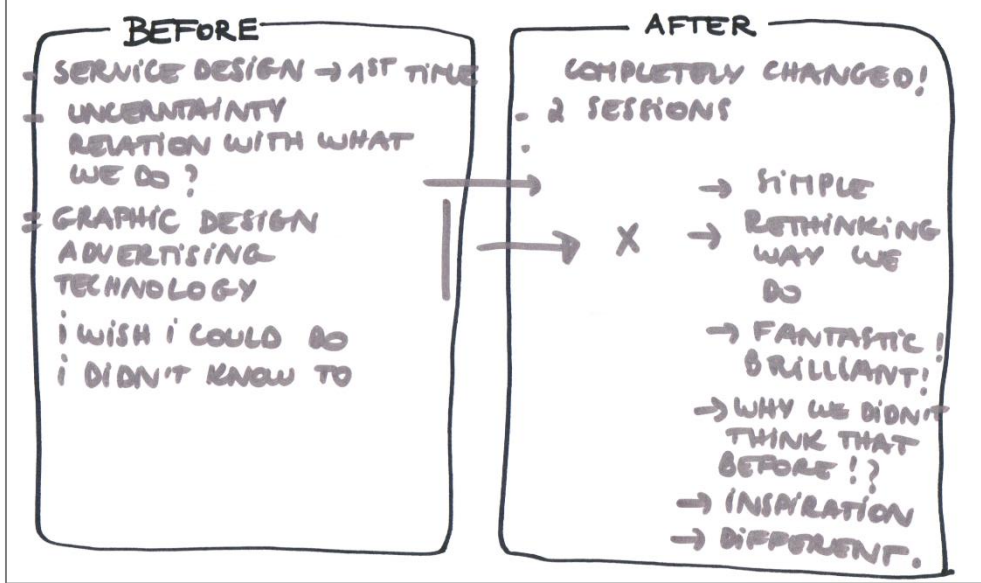 BEFORE
- SERVICE DESIGN → 1ST TIME
- UNCERNTAINTY
RELATION WITH WHAT
WE DO ?
= GRAPHIC DESIGN
ADVERTISING
TECHNOLOGY
i WiSH i COULD DO
i DIDN'T KNOW TO
AFTER
COMPLETELY CHANGED!
- 2 SESSIONS
-
→ SiMPLE
X → RETHiNKiNG
WAY WE
DO
→ FANTASTiC !
BRiLLiANT!
→ WHY WE DiDN'T
THiNK THAT
BEFORE !?
→ iNSPiRATiON
→ DiFFERENT.